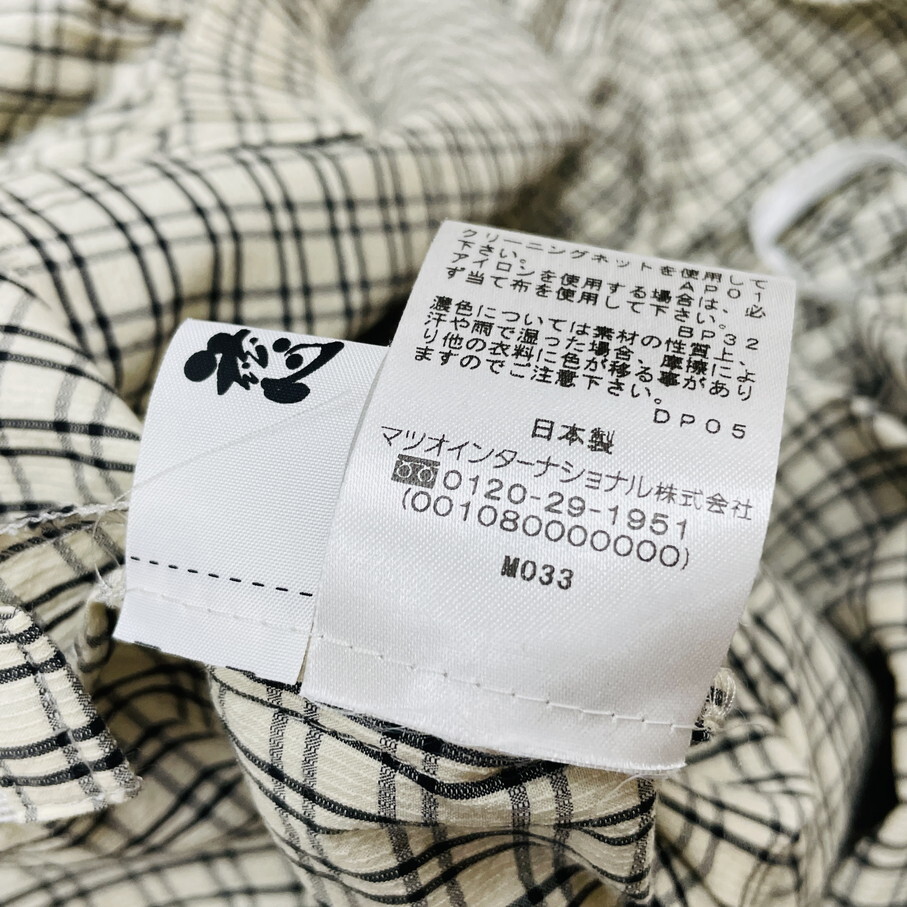 クリーニングネットを使用して
下さい。 AP01
アイロンを使用する場合は、必
ず当て布を使用して下さい。
BP32
濃色については素材の性質上、
汗や雨で湿った場合、摩擦によ
り他の衣料に色が移る事があり
ますのでご注意下さい。
DP05
日本製
マツオインターナショナル株式会社
0120-29-1951
(001080000000)
M033